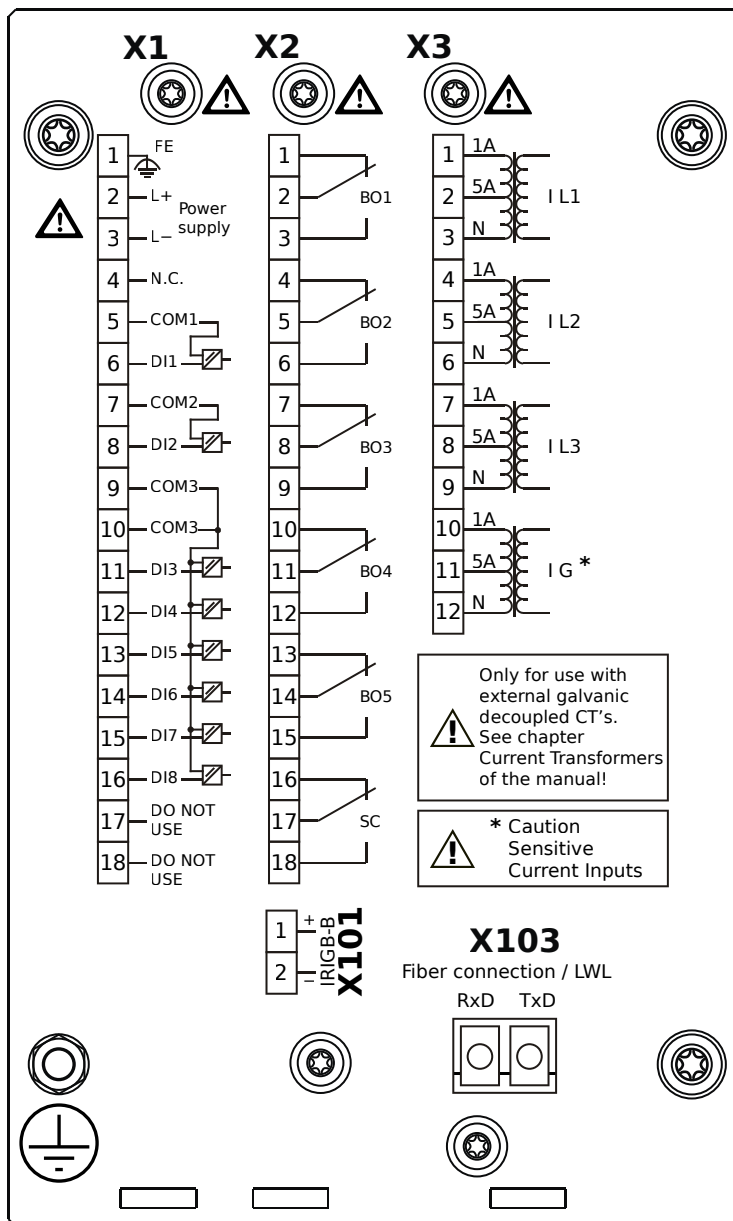 X1
X2
X3
1 FE
2 L+
Power
supply
3 L−
4 N.C.
5 COM1
6 DI1
7 COM2
8 DI2
9 COM3
10 COM3
11 DI3
12 DI4
13 DI5
14 DI6
15 DI7
16 DI8
17 DO NOT
USE
18 DO NOT
USE
1
2 BO1
3
4
5 BO2
6
7
8 BO3
9
10
11 BO4
12
13
14 BO5
15
16
17 SC
18
1 1A
2 5A I L1
3 N
4 1A
5 5A I L2
6 N
7 1A
8 5A I L3
9 N
10 1A
11 5A I G *
12 N
Only for use with
external galvanic
decoupled CT's.
See chapter
Current Transformers
of the manual!
* Caution
Sensitive
Current Inputs
1 +
2 −
IRIGB-B
X101
X103
Fiber connection / LWL
RxD TxD